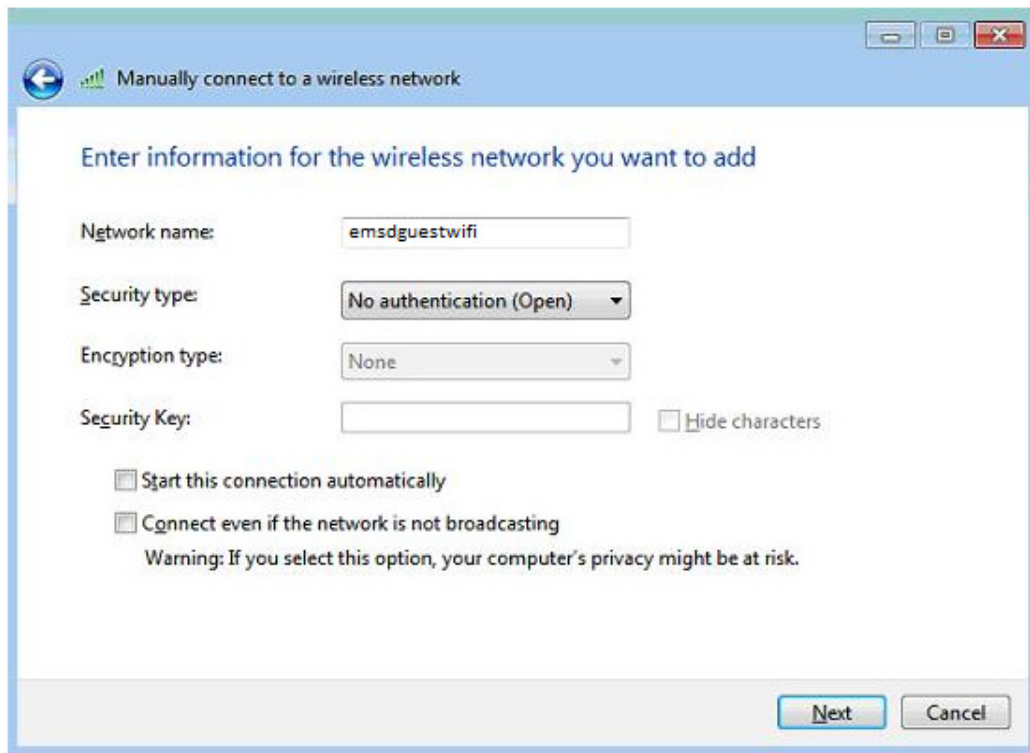 Manually connect to a wireless network
Enter information for the wireless network you want to add
Network name: emsdguestwifi
Security type: No authentication (Open)
Encryption type: None
Security Key: Hide characters
Start this connection automatically
Connect even if the network is not broadcasting
Warning: If you select this option, your computer's privacy might be at risk.
Next Cancel